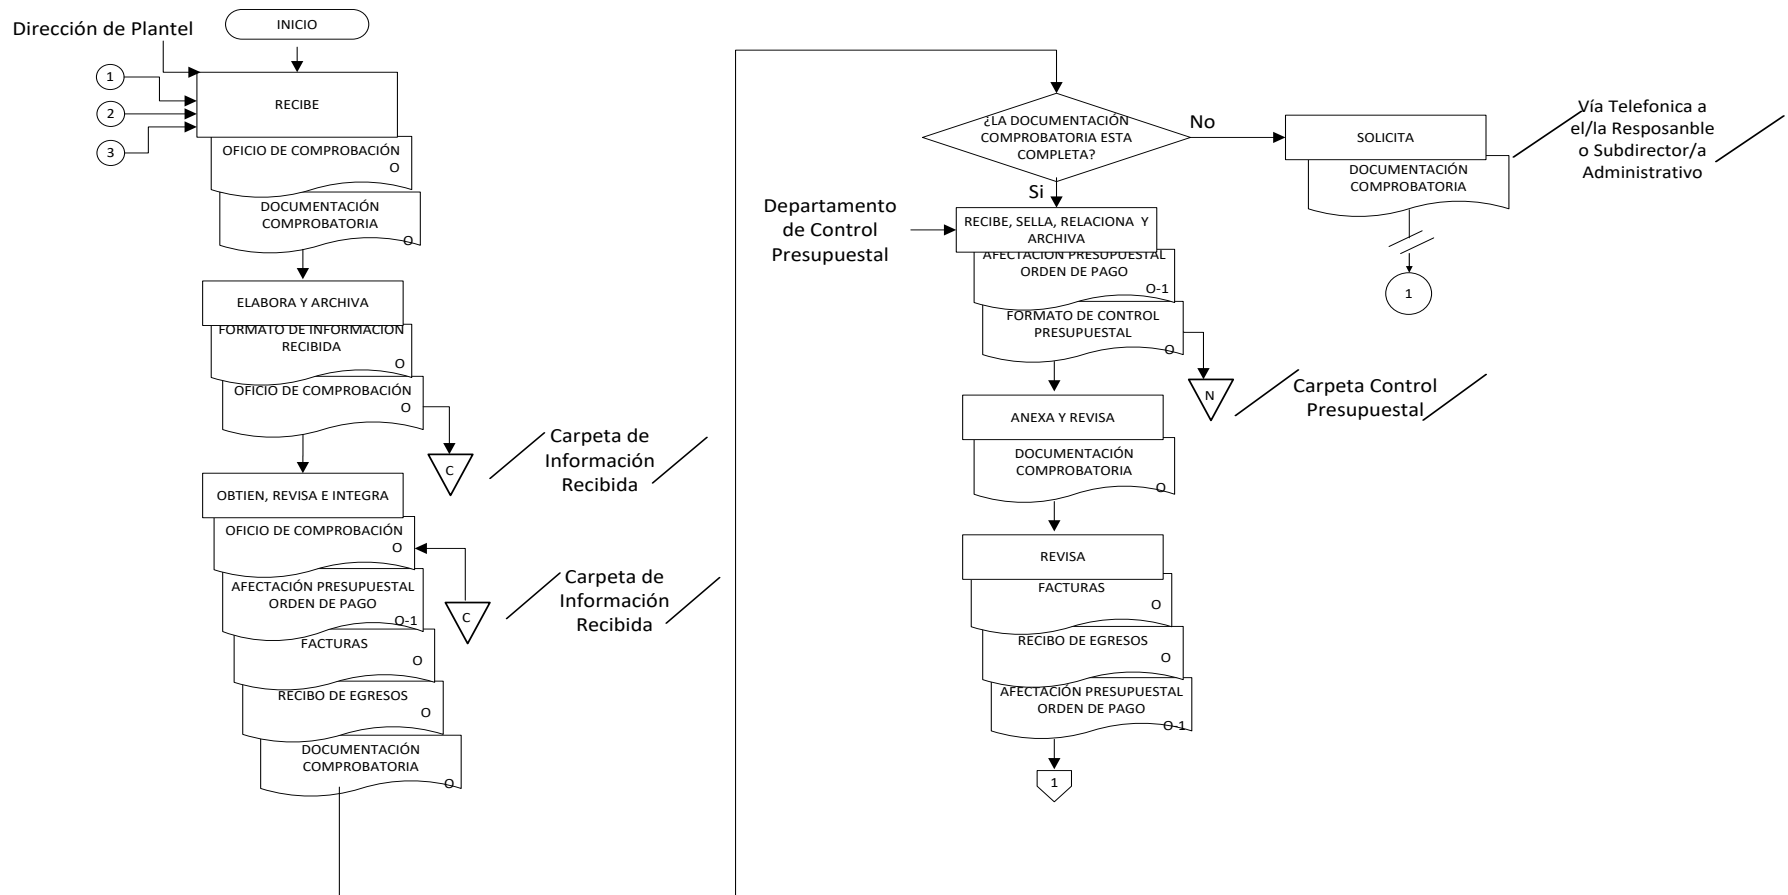 Dirección de Plantel
INICIO
1
2
3
RECIBE
OFICIO DE COMPROBACIÓN
O
DOCUMENTACIÓN
COMPROBATORIA
O
ELABORA Y ARCHIVA
FORMATO DE INFORMACIÓN
RECIBIDA
O
OFICIO DE COMPROBACIÓN
O
C
Carpeta de
Información
Recibida
OBTIEN, REVISA E INTEGRA
OFICIO DE COMPROBACIÓN
O
C
Carpeta de
Información
Recibida
AFECTACIÓN PRESUPUESTAL
ORDEN DE PAGO
O-1
FACTURAS
O
RECIBO DE EGRESOS
O
DOCUMENTACIÓN
COMPROBATORIA
O
¿LA DOCUMENTACIÓN
COMPROBATORIA ESTA
COMPLETA?
No
SOLICITA
DOCUMENTACIÓN
COMPROBATORIA
Vía Telefonica a
el/la Resposanble
o Subdirector/a
Administrativo
1
Si
Departamento
de Control
Presupuestal
RECIBE, SELLA, RELACIONA Y
ARCHIVA
AFECTACIÓN PRESUPUESTAL
ORDEN DE PAGO
O-1
FORMATO DE CONTROL
PRESUPUESTAL
O
N
Carpeta Control
Presupuestal
ANEXA Y REVISA
DOCUMENTACIÓN
COMPROBATORIA
O
REVISA
FACTURAS
O
RECIBO DE EGRESOS
O
AFECTACIÓN PRESUPUESTAL
ORDEN DE PAGO
O-1
1